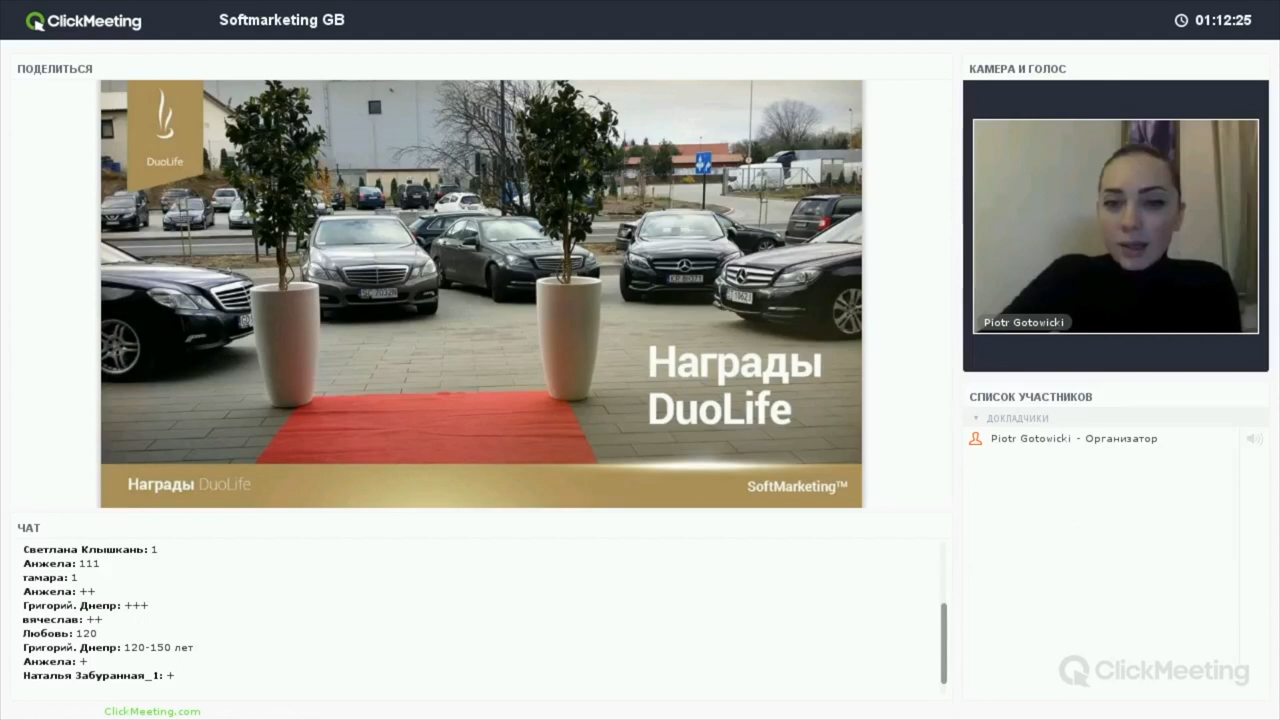 ClickMeeting
Softmarketing GB
01:12:25
ПОДЕЛИТЬСЯ
DuoLife
Награды
DuoLife
Награды DuoLife
SoftMarketing™
КАМЕРА И ГОЛОС
Piotr Gotowicki
СПИСОК УЧАСТНИКОВ
ДОКЛАДЧИКИ
Piotr Gotowicki - Организатор
ЧАТ
Светлана Клышкань: 1
Анжела: 111
тамара: 1
Анжела: ++
Григорий. Днепр: +++
вячеслав: ++
Любовь: 120
Григорий. Днепр: 120-150 лет
Анжела: +
Наталья Забуранная_1: +
ClickMeeting
ClickMeeting.com